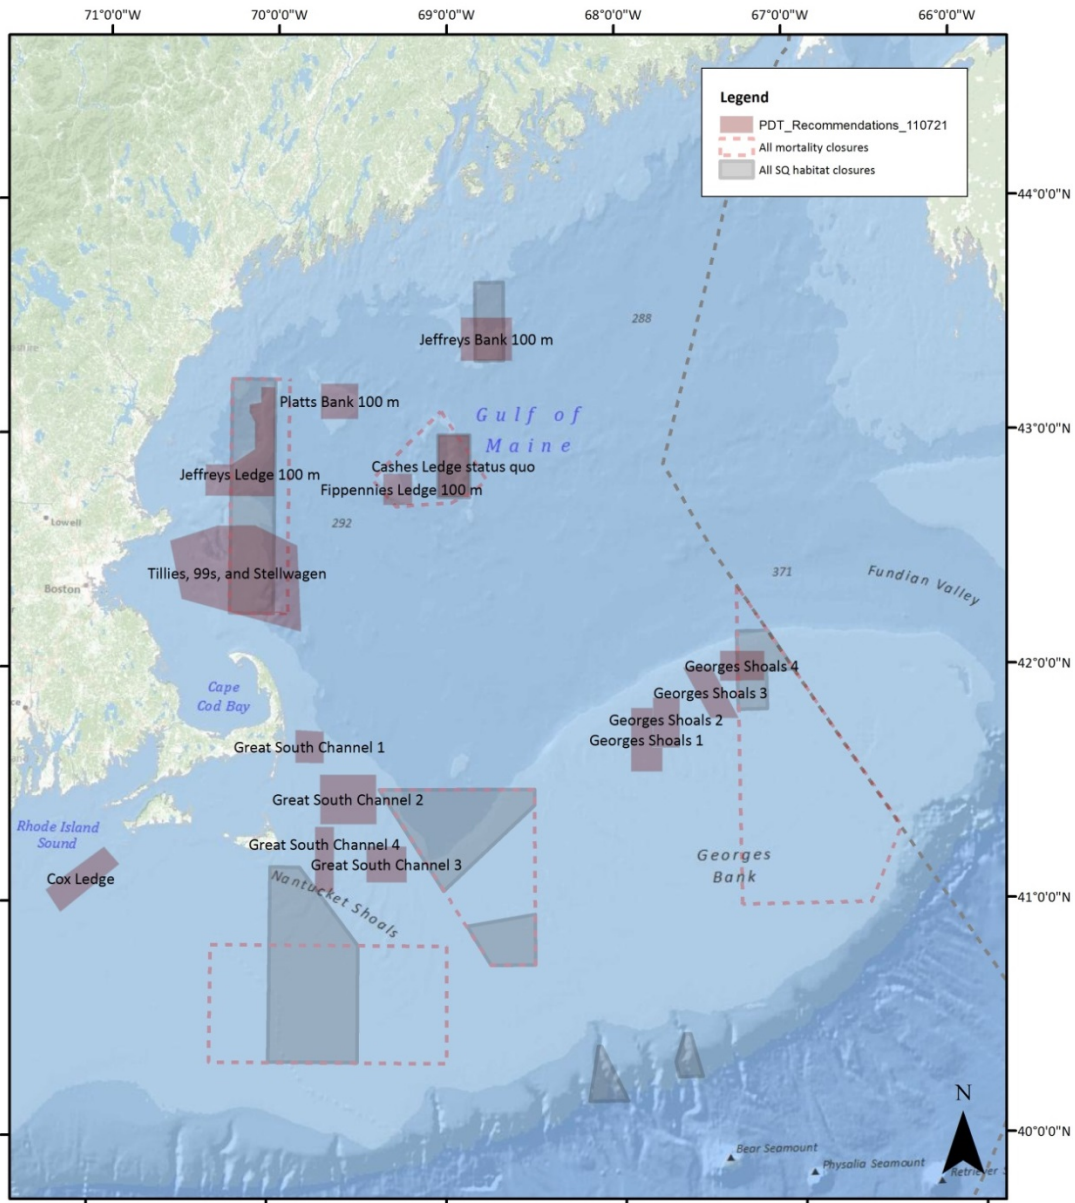 71°0'0"W
70°0'0"W
69°0'0"W
68°0'0"W
67°0'0"W
66°0'0"W
Legend
PDT_Recommendations_110721
All mortality closures
All SQ habitat closures
44°0'0"N
288
Jeffreys Bank 100 m
shire
Platts Bank 100 m
Gulf of
Maine
43°0'0"N
Cashes Ledge status quo
Jeffreys Ledge 100 m
Fippennies Ledge 100 m
Lowell
292
Tillies, 99s, and Stellwagen
371
Fundian Valley
Boston
Georges Shoals 4
42°0'0"N
Cape
Cod Bay
Georges Shoals 3
Georges Shoals 2
Georges Shoals 1
Great South Channel 1
Great South Channel 2
Rhode Island
Sound
Great South Channel 4
Great South Channel 3
Georges
Bank
Cox Ledge
Nantucket Shoals
41°0'0"N
N
40°0'0"N
Bear Seamount
Physalia Seamount
Retriever S